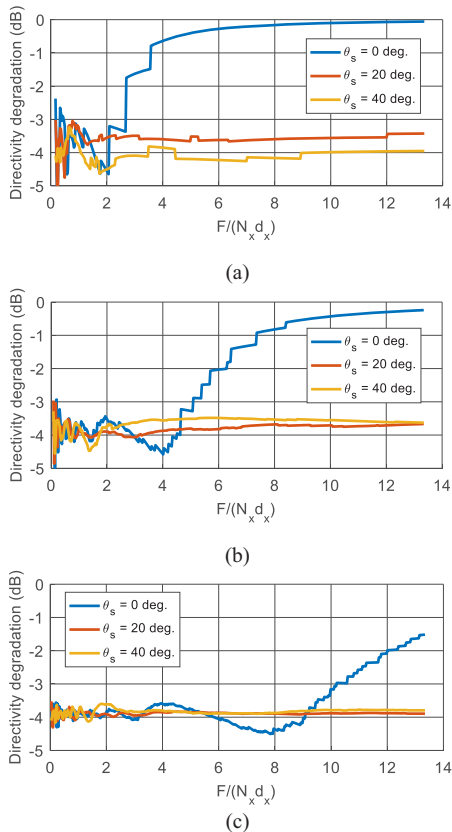 0
-1
-2
-3
-4
-5
Directivity degradation (dB)
θs = 0 deg.
θs = 20 deg.
θs = 40 deg.
0 2 4 6 8 10 12 14
F/(Nxdx)
(a)
0
-1
-2
-3
-4
-5
Directivity degradation (dB)
θs = 0 deg.
θs = 20 deg.
θs = 40 deg.
0 2 4 6 8 10 12 14
F/(Nxdx)
(b)
0
-1
-2
-3
-4
-5
Directivity degradation (dB)
θs = 0 deg.
θs = 20 deg.
θs = 40 deg.
0 2 4 6 8 10 12 14
F/(Nxdx)
(c)